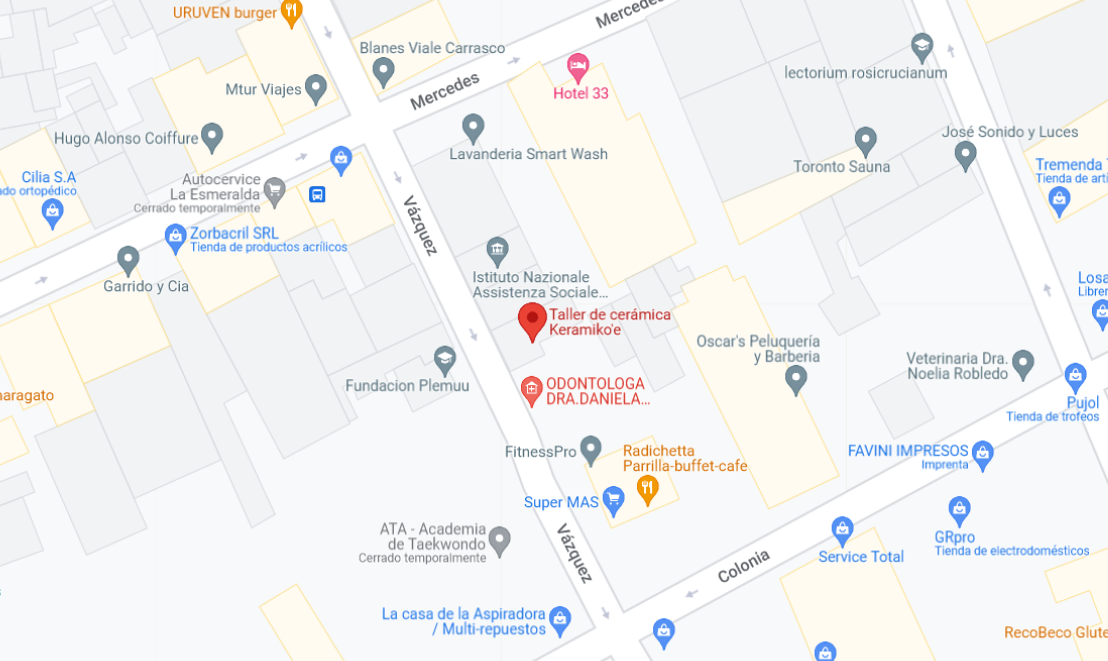 URUVEN burger
Mercedes
Blanes Viale Carrasco
Mtur Viajes
Mercedes
Hotel 33
lectorium rosicrucianum
Hugo Alonso Coiffure
Lavanderia Smart Wash
José Sonido y Luces
Toronto Sauna
Tremenda
Tienda de
Cilia S.A
ortopédico
Autocervice
La Esmeralda
Cerrado temporalmente
Vázquez
Zorbacril SRL
Tienda de productos acrílicos
Garrido y Cia
Istituto Nazionale
Assistenza Sociale...
Losa
Librer
Taller de cerámica
Keramiko'e
Oscar's Peluquería
y Barberia
Veterinaria Dra.
Noelia Robledo
Fundacion Plemuu
ODONTOLOGA
DRA.DANIELA...
aragato
Pujol
Tienda de trofeos
FitnessPro
Radichetta
Parrilla-buffet-cafe
FAVINI IMPRESOS
Imprenta
Super MAS
ATA - Academia
de Taekwondo
Cerrado temporalmente
Vázquez
Colonia
Service Total
GRpro
Tienda de electrodomésticos
La casa de la Aspiradora
/ Multi-repuestos
RecoBeco Glute